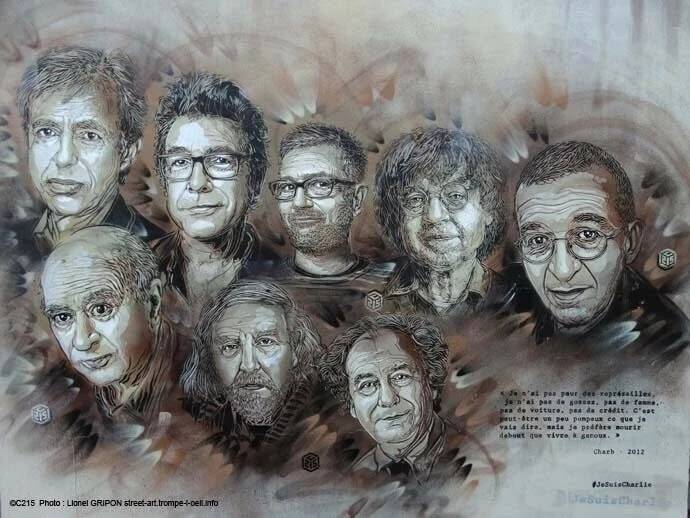 « Je n'ai pas peur des représailles,
je n'ai pas de gosses, pas de femme,
pas de voiture, pas de crédit. C'est
peut-être un peu pompeux ce que je
vais dire, mais je préfère mourir
debout que vivre à genoux. »
Charb - 2012
#JeSuisCharlie
#JeSuisCharlie
©C215 Photo : Lionel GRIPON street-art.trompe-l-oeil.info